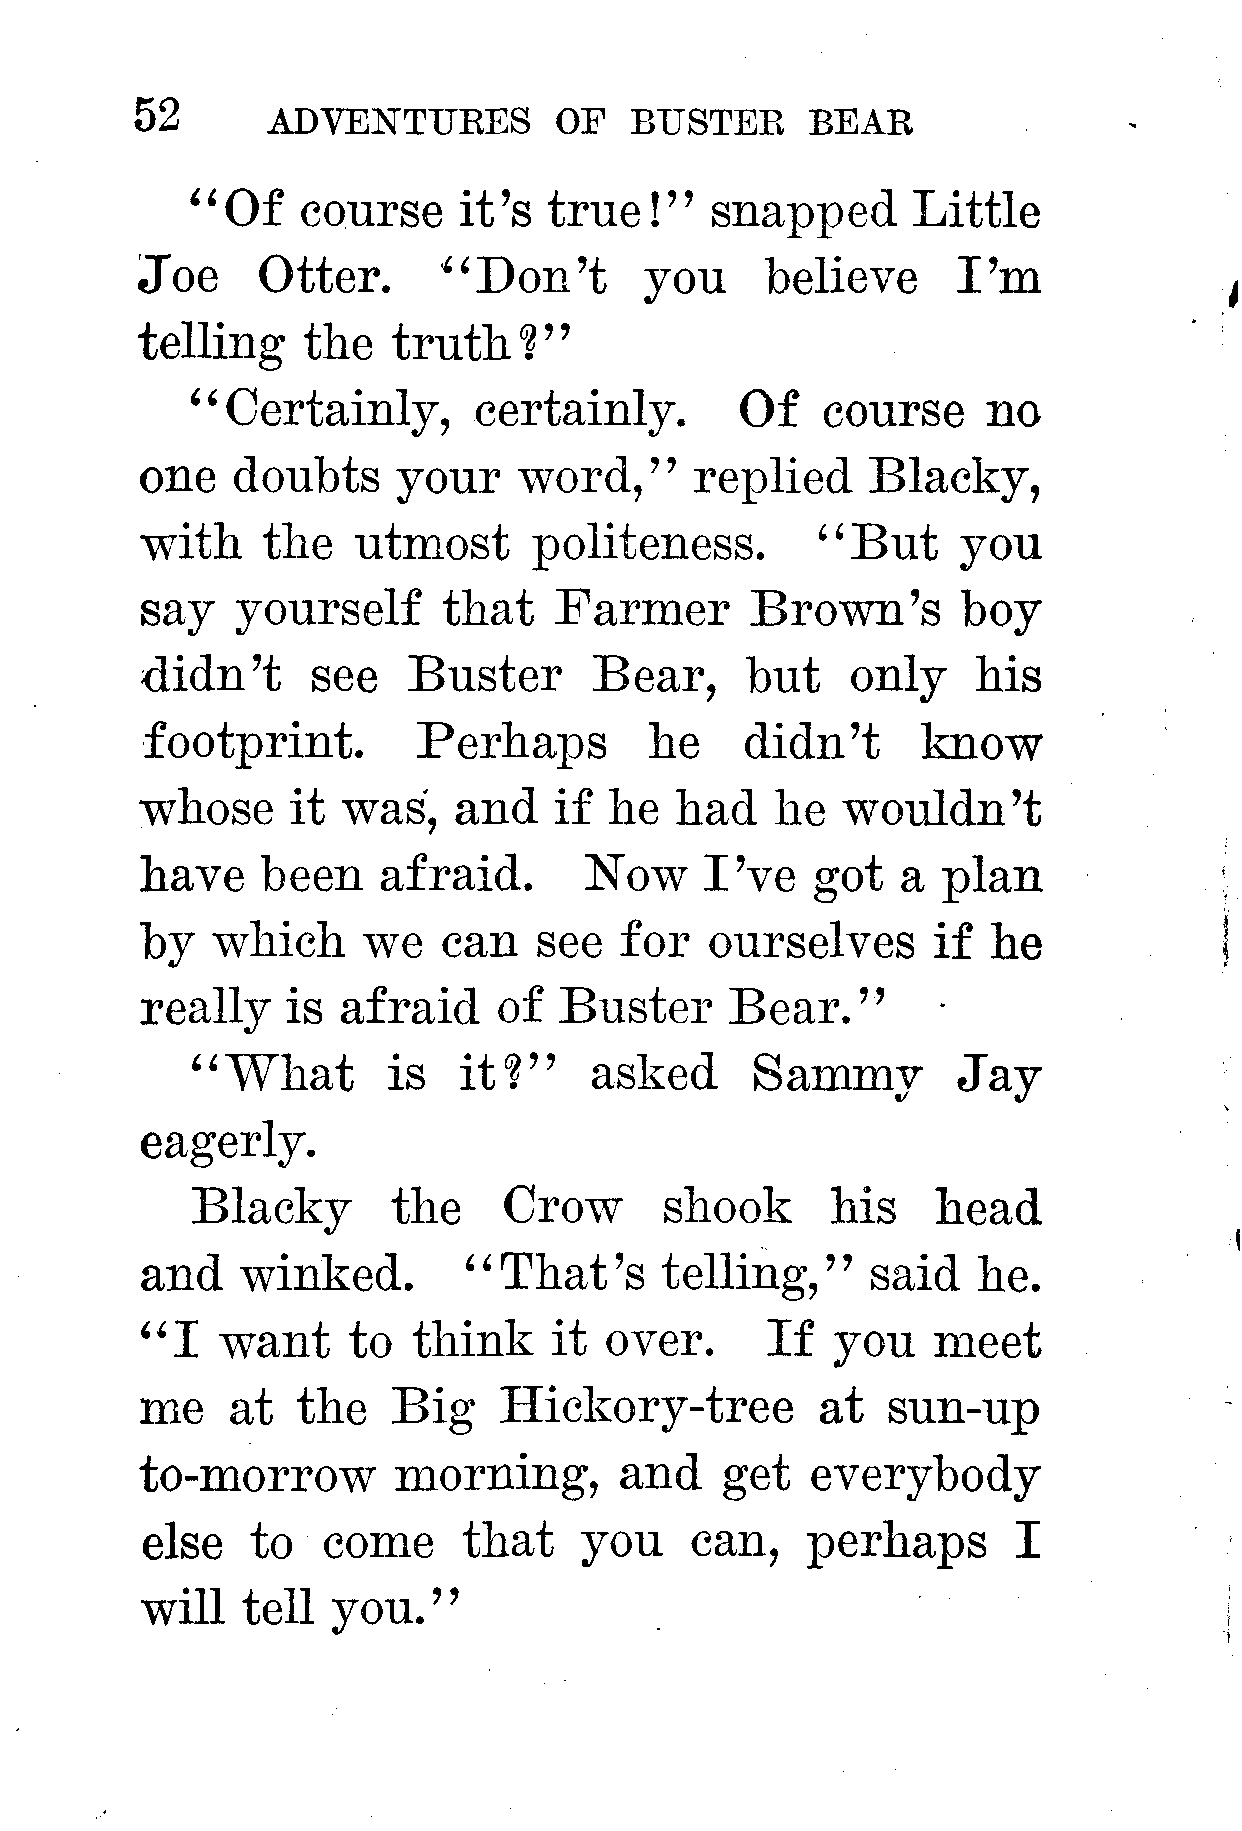 52 ADVENTURES OF BUSTER BEAR
"Of course it's true!" snapped Little
Joe Otter. "Don't you believe I'm
telling the truth?"
"Certainly, certainly. Of course no
one doubts your word," replied Blacky,
with the utmost politeness. "But you
say yourself that Farmer Brown's boy
didn't see Buster Bear, but only his
footprint. Perhaps he didn't know
whose it was, and if he had he wouldn't
have been afraid. Now I've got a plan
by which we can see for ourselves if he
really is afraid of Buster Bear."
"What is it?" asked Sammy Jay
eagerly.
Blacky the Crow shook his head
and winked. "That's telling," said he.
"I want to think it over. If you meet
me at the Big Hickory-tree at sun-up
to-morrow morning, and get everybody
else to come that you can, perhaps I
will tell you."